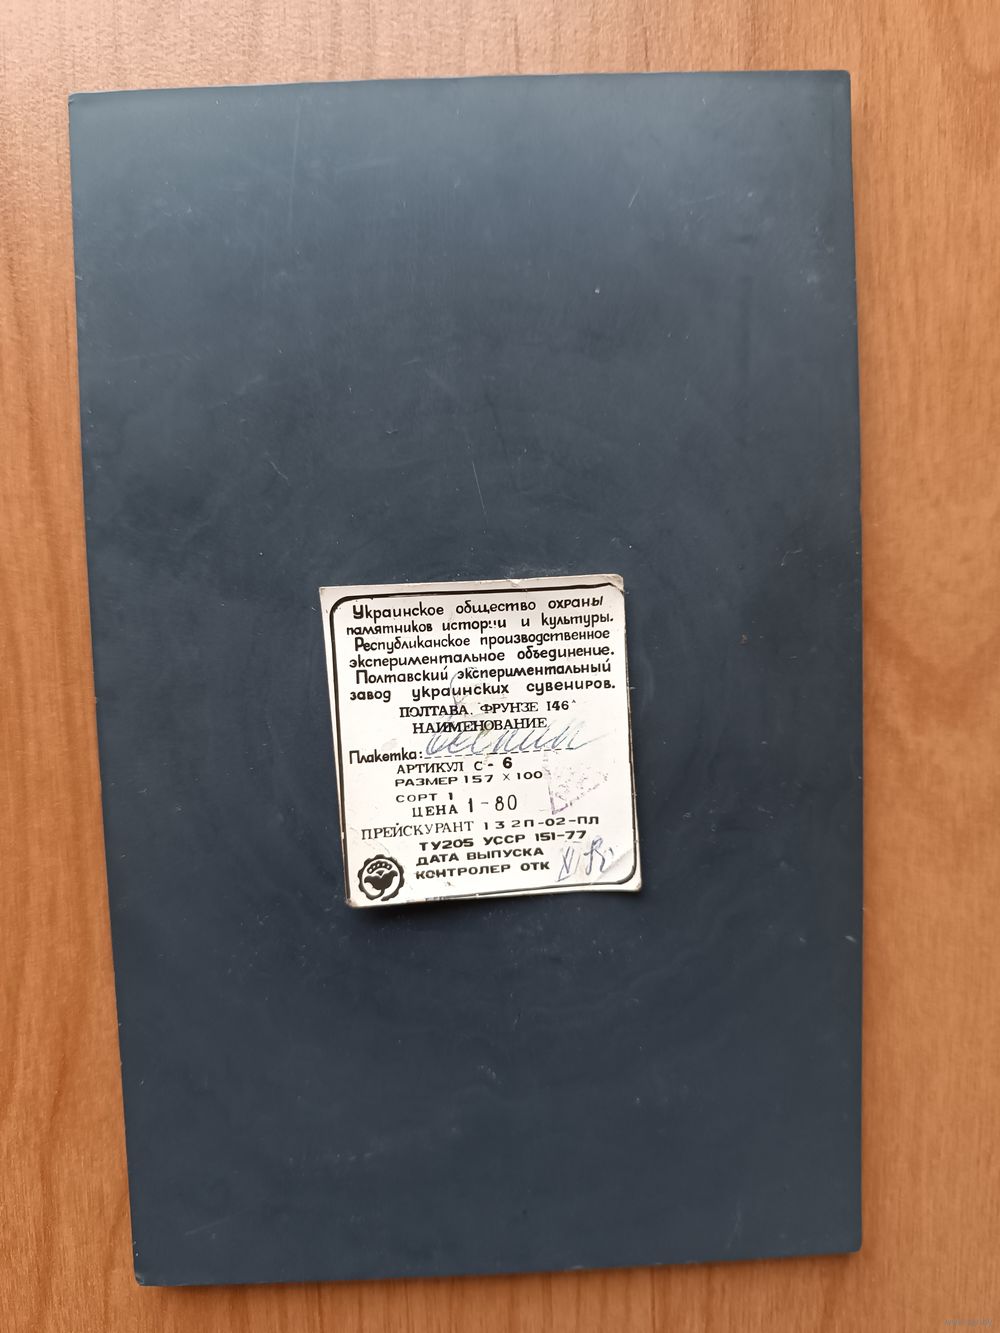 Украинское общество охраны
памятников истории и культуры.
Республиканское производственное
экспериментальное объединение.
Полтавский экспериментальный
завод украинских сувениров.
ПОЛТАВА. ФРУНЗЕ 146^
НАИМЕНОВАНИЕ
Плакетка:
АРТИКУЛ С-6
РАЗМЕР 157 × 100
СОРТ 1
ЦЕНА 1-80
ПРЕЙСКУРАНТ 132П-02-ПЛ
ТУ205 УССР 151-77
ДАТА ВЫПУСКА
КОНТРОЛЕР ОТК